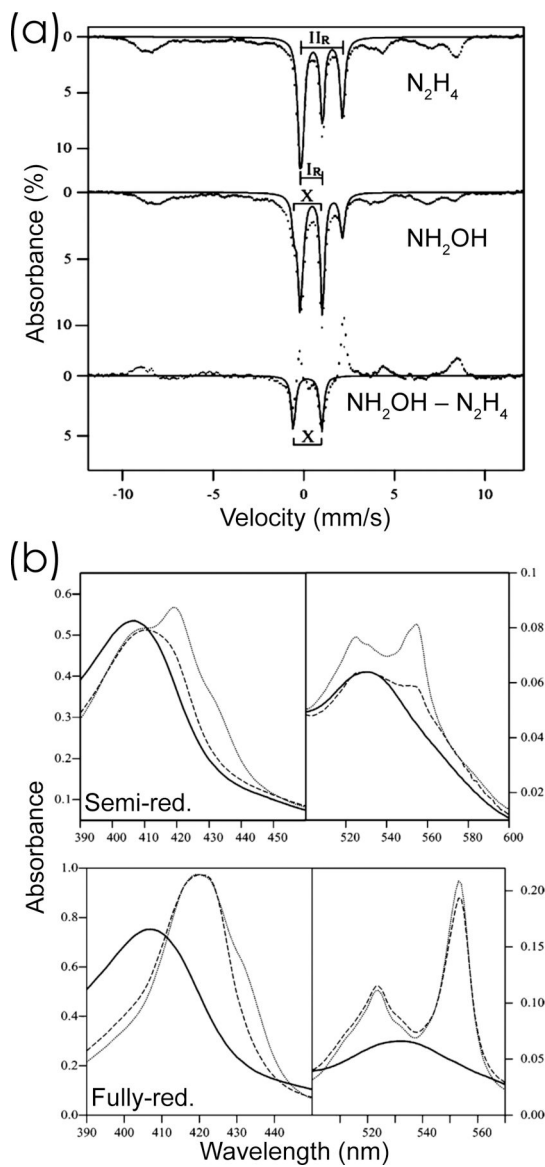 (a)
0
5
10
II_R
N₂H₄
I_R
X
0
5
10
NH₂OH
0
5
X
NH₂OH – N₂H₄
Absorbance (%)
-10 -5 0 5 10
Velocity (mm/s)
(b)
0.6
0.5
0.4
0.3
0.2
0.1
Semi-red.
390 400 410 420 430 440
0.1
0.08
0.06
0.04
0.02
520 540 560 580 600
Absorbance
1.0
0.8
0.6
0.4
0.2
0.0
Fully-red.
390 400 410 420 430 440
0.20
0.15
0.10
0.05
0.00
520 540 560
Wavelength (nm)